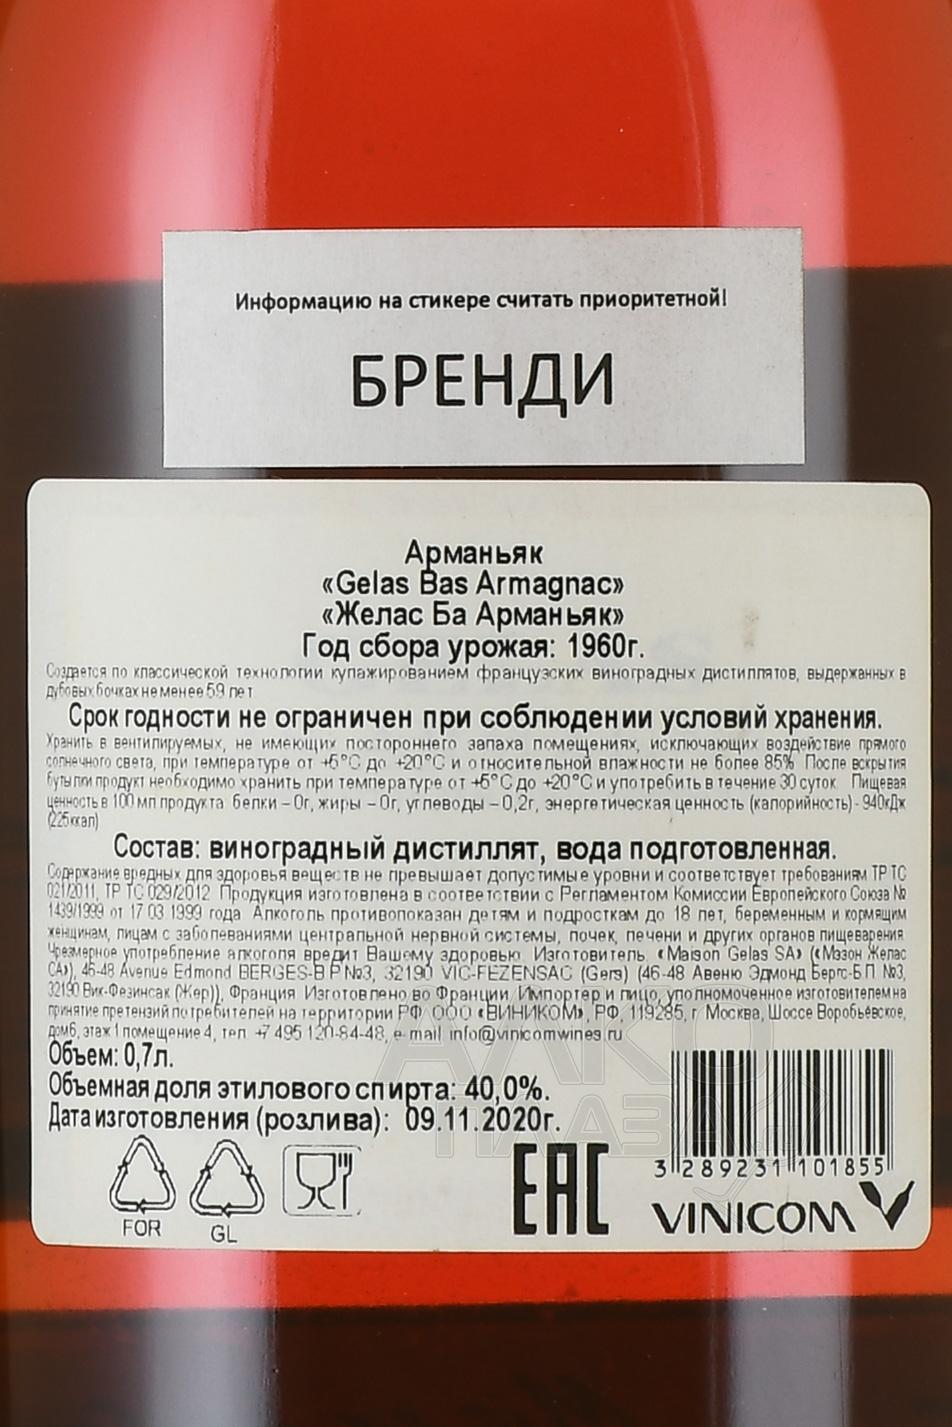 Информацию на стикере считать приоритетной!
БРЕНДИ
Арманьяк
«Gelas Bas Armagnac»
«Желас Ба Арманьяк»
Год сбора урожая: 1960г.
Создается по классической технологии купажированием французских виноградных дистиллятов, выдержанных в
дубовых бочках не менее 59 лет
Срок годности не ограничен при соблюдении условий хранения.
Хранить в вентилируемых, не имеющих постороннего запаха помещениях, исключающих воздействие прямого
солнечного света, при температуре от +5°С до +20°С и относительной влажности не более 85% После вскрытия
бутылки продукт необходимо хранить при температуре от +5°С до +20°С и употребить в течение 30 суток. Пищевая
ценность в 100 мл продукта белки – 0г, жиры – 0г, углеводы – 0,2г, энергетическая ценность (калорийность) - 940кДж
(225ккал)
Состав: виноградный дистиллят, вода подготовленная.
Содержание вредных для здоровья веществ не превышает допустимые уровни и соответствует требованиям ТР ТС
021/2011, ТР ТС 029/2012 Продукция изготовлена в соответствии с Регламентом Комиссии Европейского Союза №
1439/1999 от 17 03 1999 года Алкоголь противопоказан детям и подросткам до 18 лет, беременным и кормящим
женщинам, лицам с заболеваниями центральной нервной системы, почек, печени и других органов пищеварения.
Чрезмерное употребление алкоголя вредит Вашему здоровью. Изготовитель. «Maison Gelas SA» («Мэзон Желас
СА»), 46-48 Avenue Edmond BERGES-B P №3, 32190 VIC-FEZENSAC (Gers) (46-48 Авеню Эдмонд Бергс-Б П №3,
32190 Вик-Фезинсак (Жер)), Франция Изготовлено во Франции Импортер и лицо, уполномоченное изготовителем на
принятие претензий потребителей на территории РФ ООО «ВИНИКОМ», РФ, 119285, г Москва, Шоссе Воробьёвское,
дом6, этаж 1 помещение 4, тел +7 495 120-84-48, e-mail info@vinicomwines.ru
Объем: 0,7л.
Объемная доля этилового спирта: 40,0%.
Дата изготовления (розлива): 09.11.2020г.
FOR
GL
EAC
3 289231 101855
VINICOM
АЛКО
ПЛАЗА